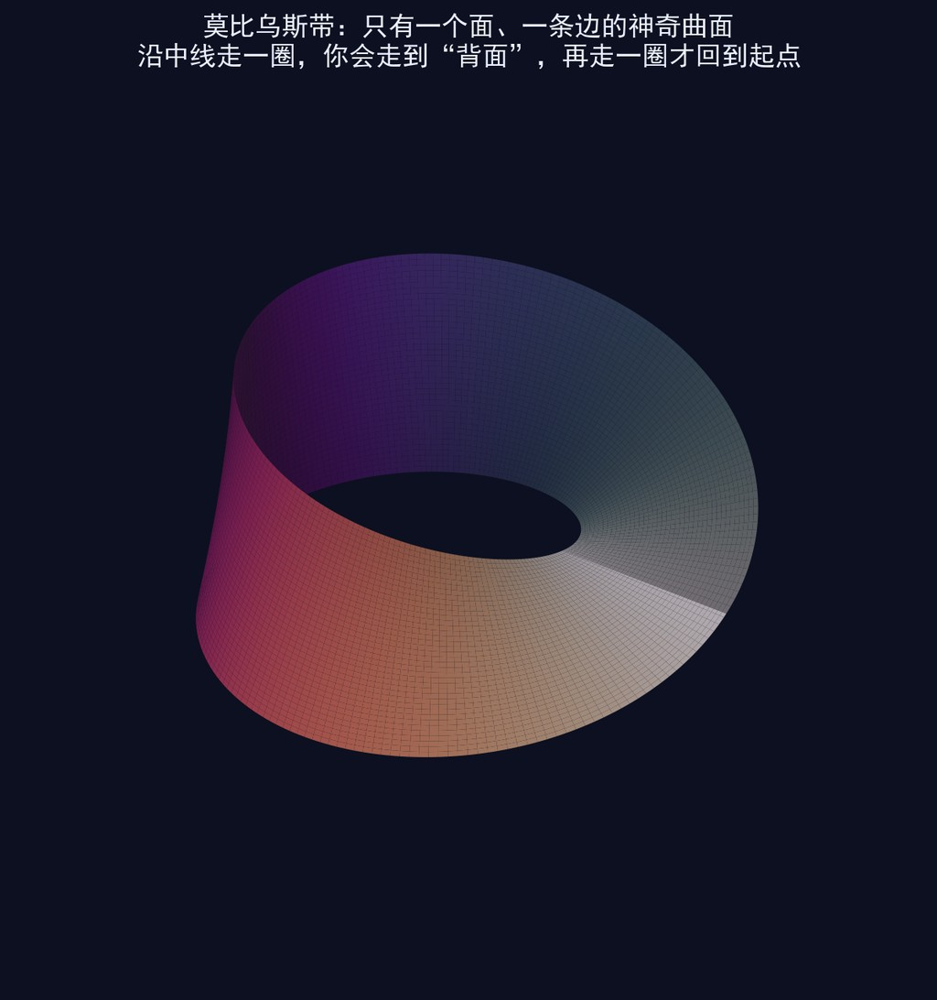 莫比乌斯带：只有一个面、一条边的神奇曲面
沿中线走一圈，你会走到“背面”，再走一圈才回到起点